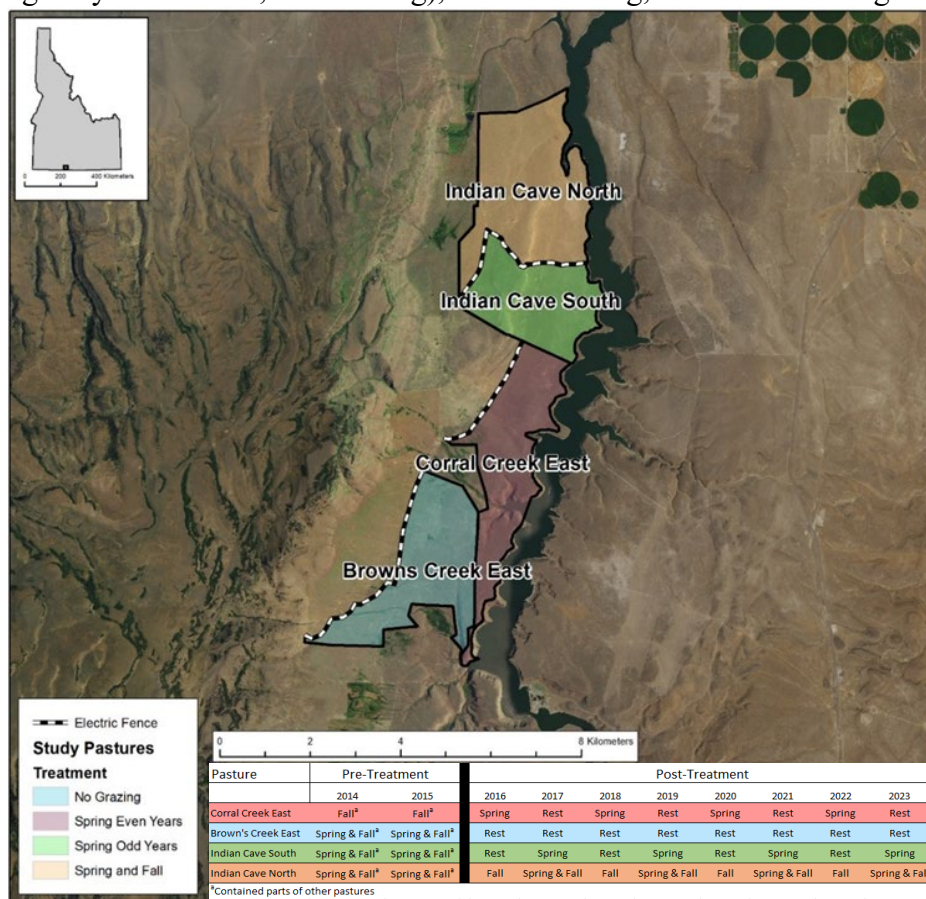 Indian Cave North
Indian Cave South
Corral Creek East
Browns Creek East
0 200 400 Kilometers
Electric Fence
Study Pastures
Treatment
No Grazing
Spring Even Years
Spring Odd Years
Spring and Fall
0 2 4 8 Kilometers
Pasture Pre-Treatment Post-Treatment
2014 2015 2016 2017 2018 2019 2020 2021 2022 2023
Corral Creek East Fallᵃ Fallᵃ Spring Rest Spring Rest Spring Rest Spring Rest
Brown's Creek East Spring & Fallᵃ Spring & Fallᵃ Rest Rest Rest Rest Rest Rest Rest Rest
Indian Cave South Spring & Fallᵃ Spring & Fallᵃ Rest Spring Rest Spring Rest Spring Rest Spring
Indian Cave North Spring & Fallᵃ Spring & Fallᵃ Fall Spring & Fall Fall Spring & Fall Fall Spring & Fall Fall Spring & Fal
ᵃContained parts of other pastures